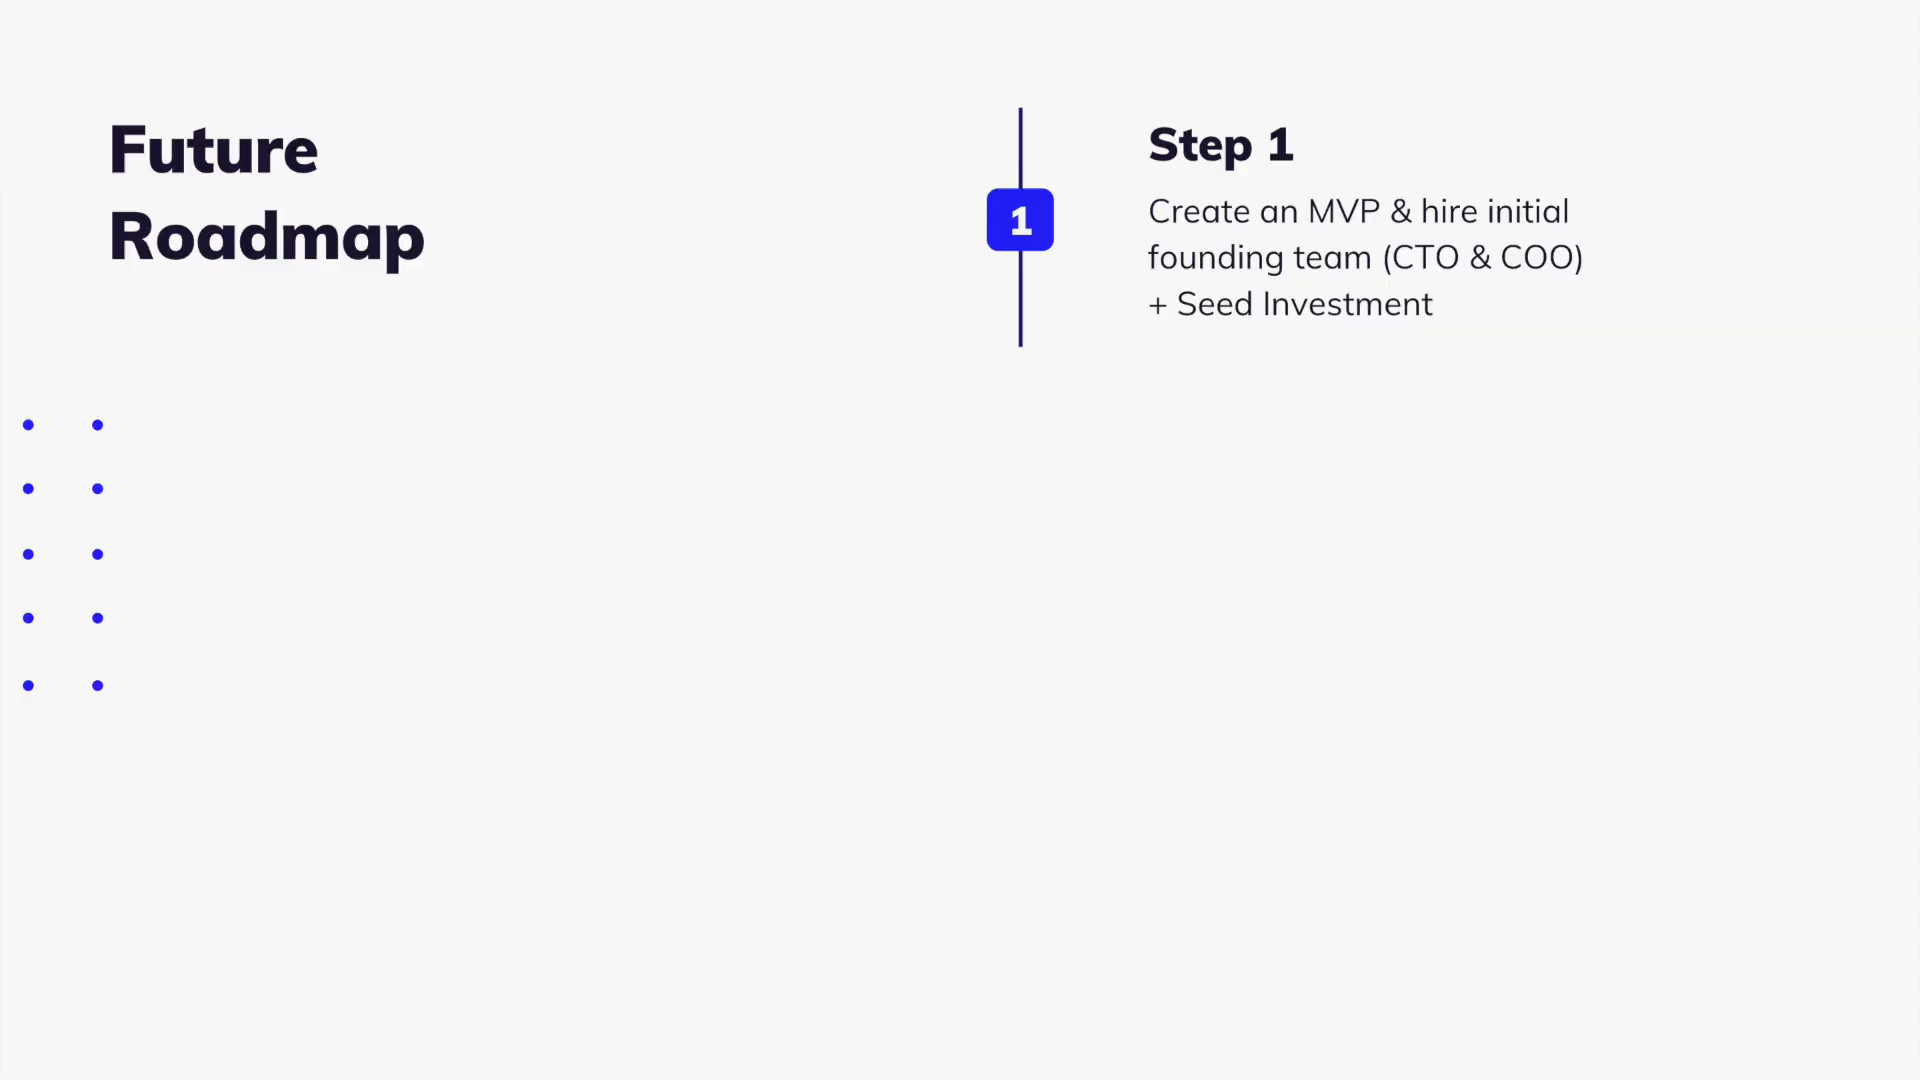 Future
Roadmap
1
Step 1
Create an MVP & hire initial
founding team (CTO & COO)
+ Seed Investment